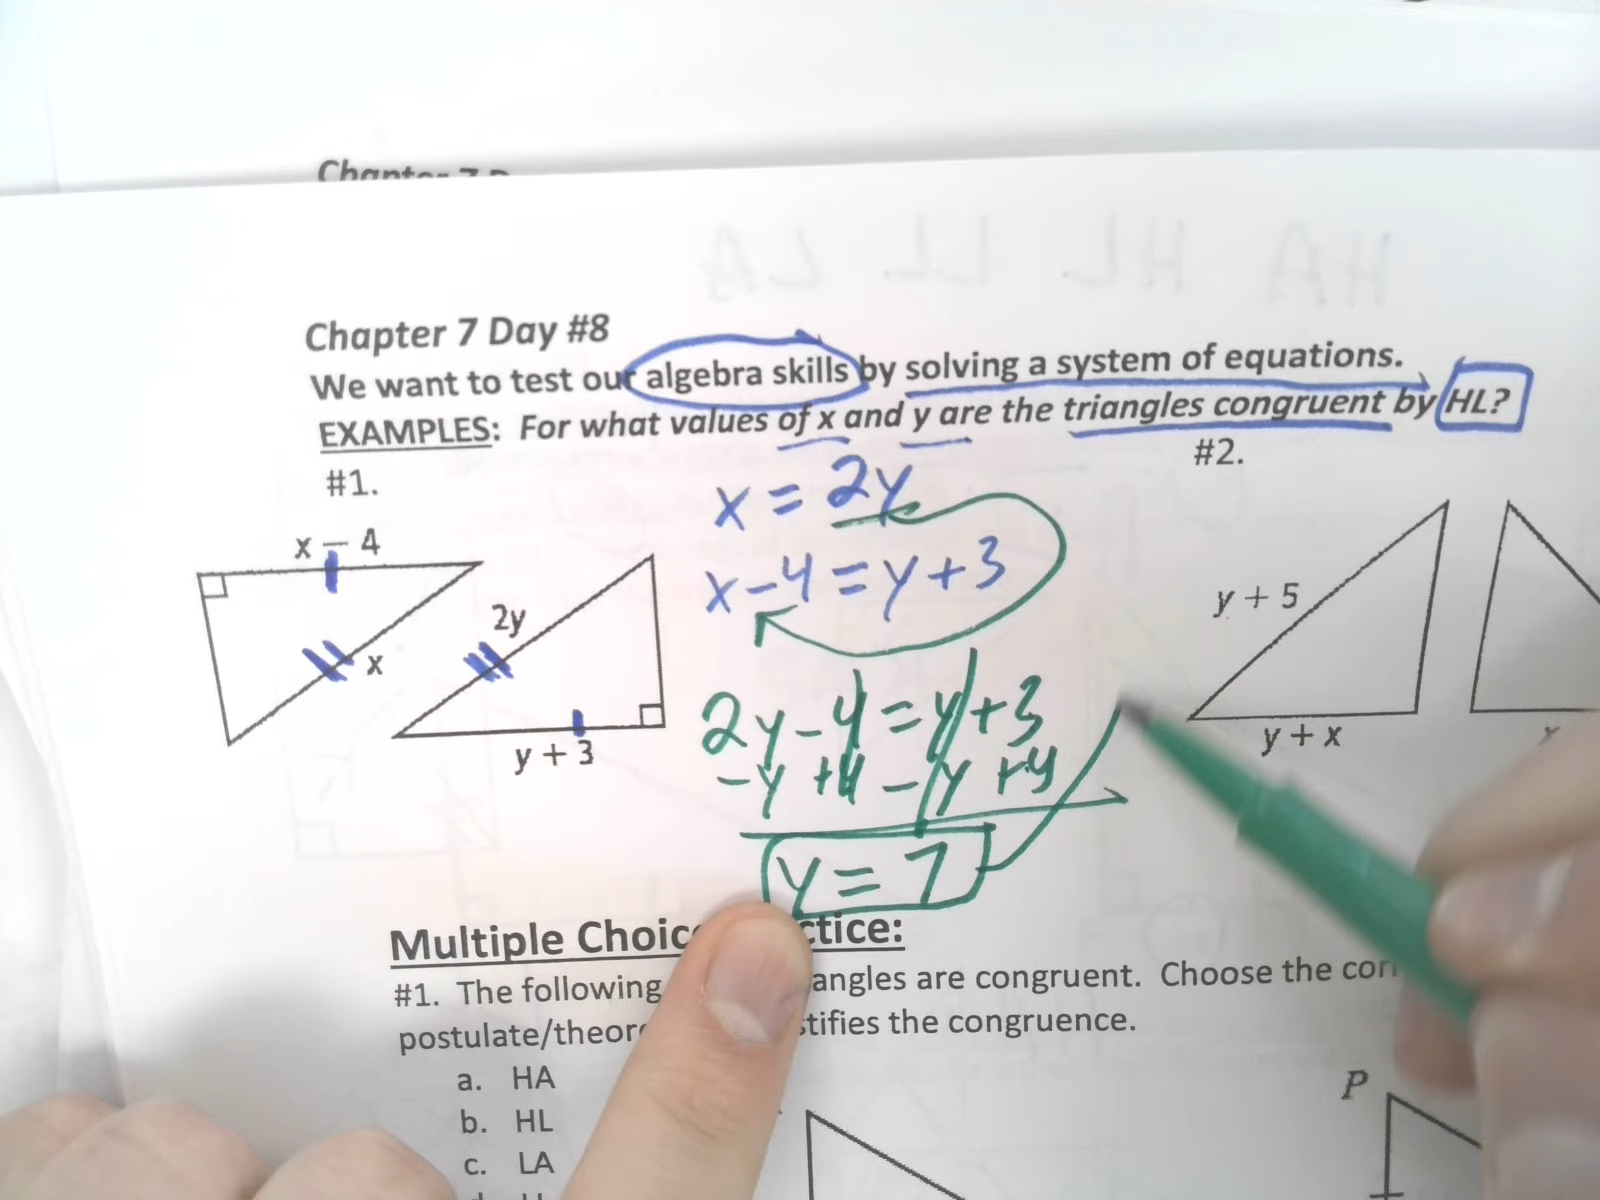 Chapter 7 Day #8
We want to test our algebra skills by solving a system of equations.
EXAMPLES: For what values of x and y are the triangles congruent by HL?
#1.
#2.
x − 4
x
2y
y + 3
x = 2y
x − 4 = y + 3
2y − 4 = y + 3
− y + 4 − y + 4
y = 7
y + 5
y + x
Multiple Choic ctice:
#1. The following angles are congruent. Choose the
postulate/theor stifies the congruence.
a. HA
b. HL
c. LA
P